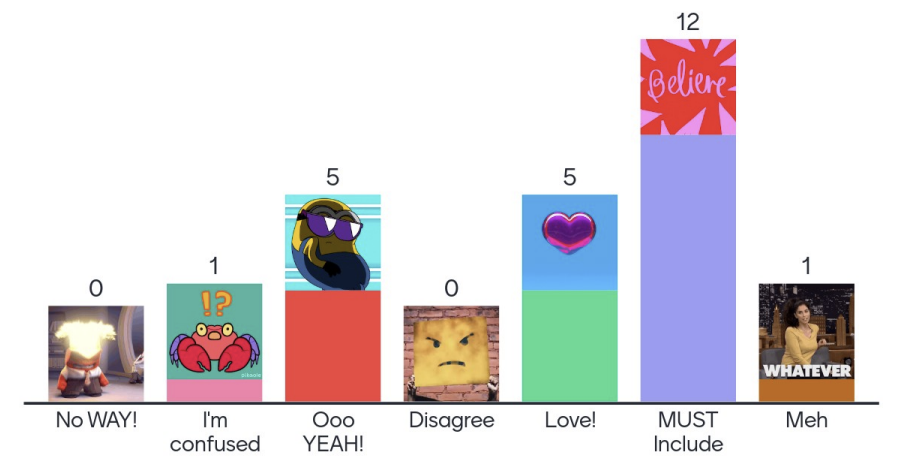 12
Believe
5
5
1
!?
1
0
0
WHATEVER
No WAY!
I'm
confused
Ooo
YEAH!
Disagree
Love!
MUST
Include
Meh